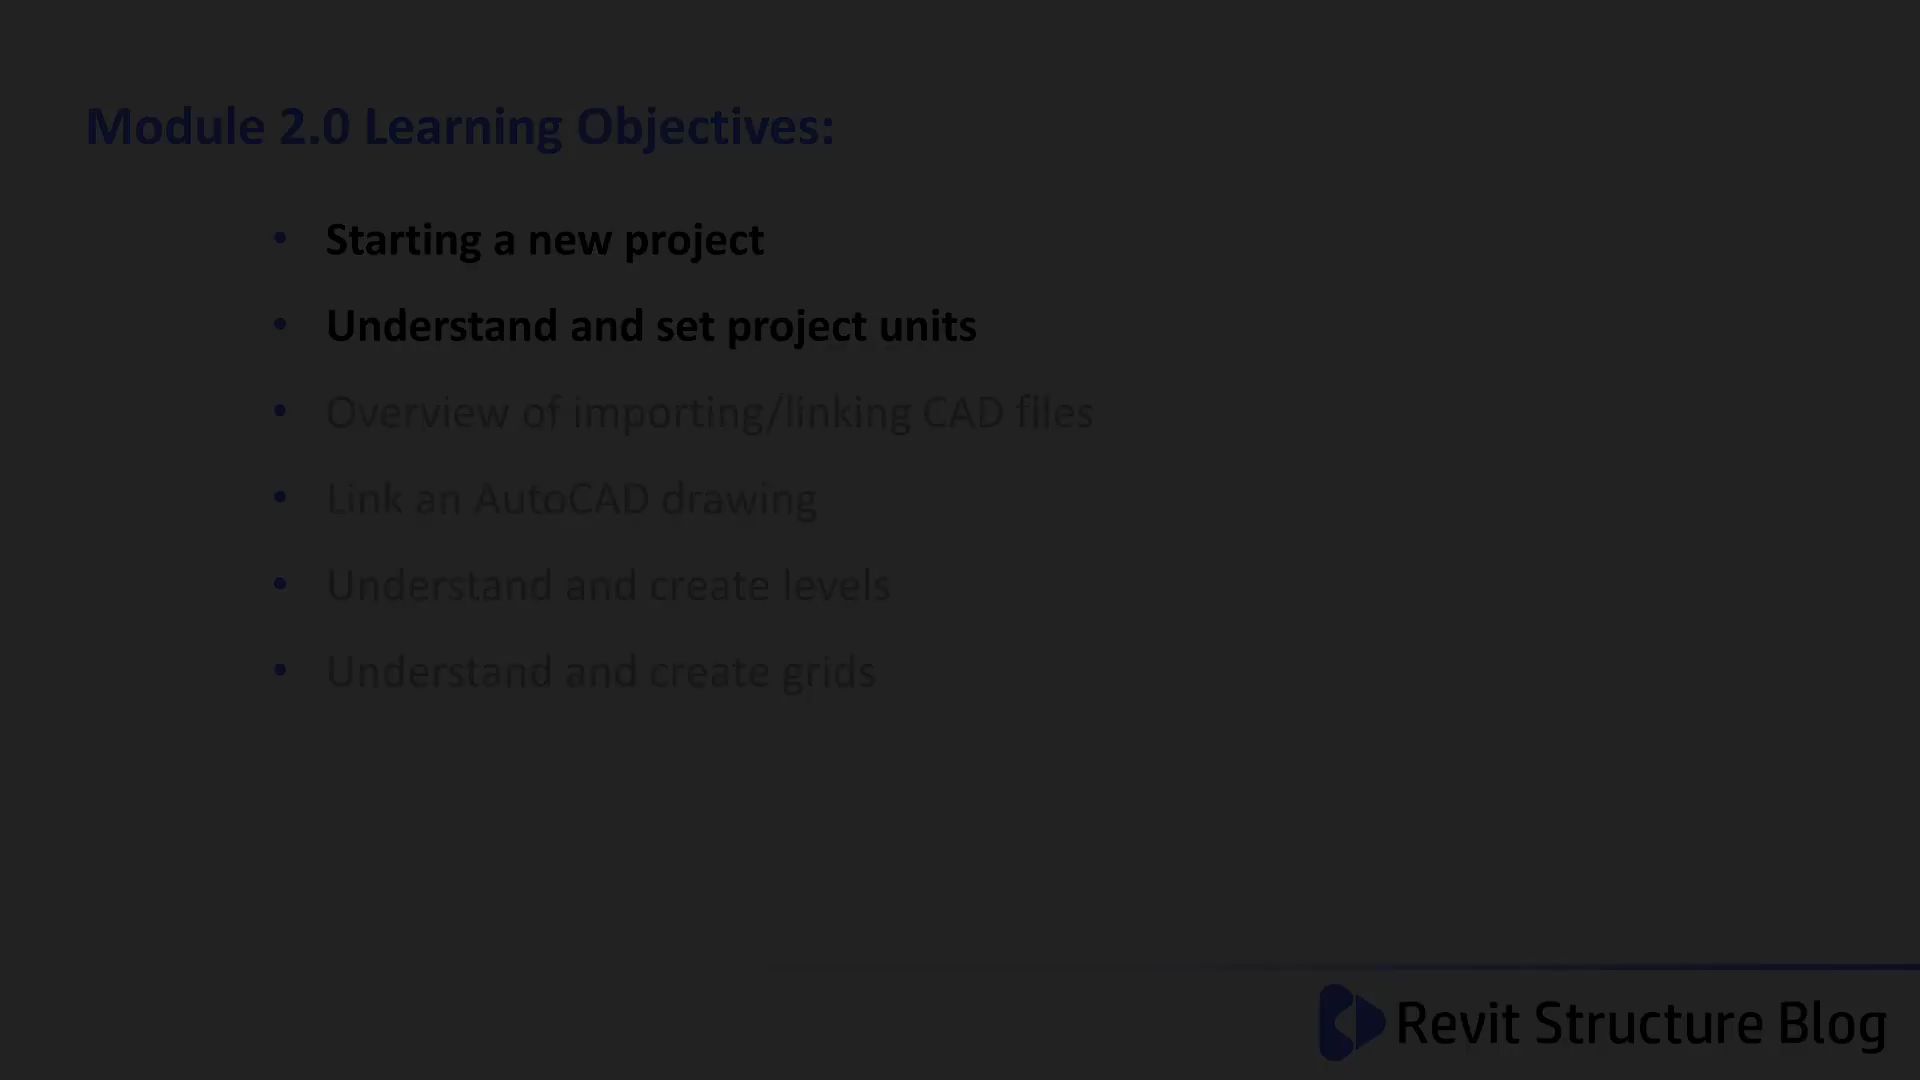 Module 2.0 Learning Objectives:
• Starting a new project
• Understand and set project units
• Overview of importing/linking CAD files
• Link an AutoCAD drawing
• Understand and create levels
• Understand and create grids
Revit Structure Blog